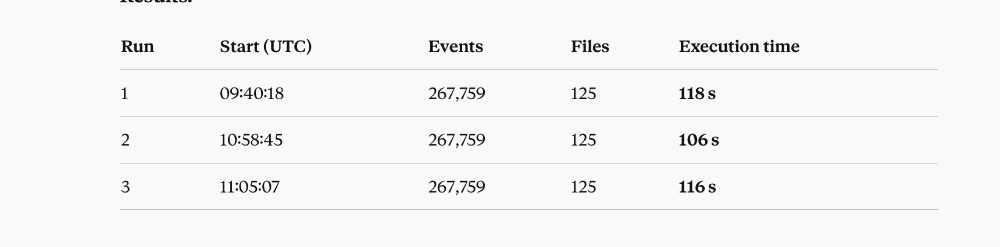 Results:
Run Start (UTC) Events Files Execution time
1 09:40:18 267,759 125 118 s
2 10:58:45 267,759 125 106 s
3 11:05:07 267,759 125 116 s